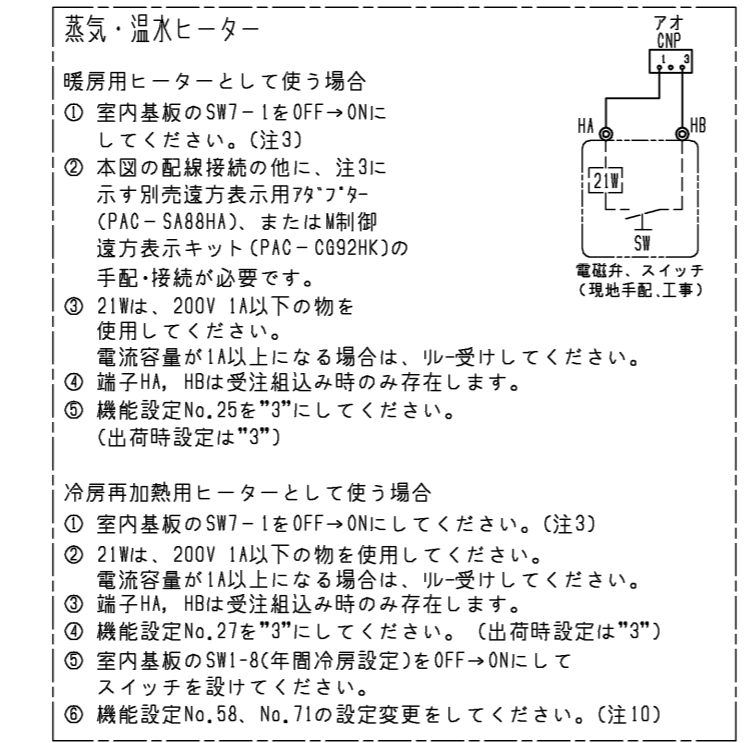 蒸気・温水ヒーター
アオ
CNP
1 3
HA
HB
21W
SW
電磁弁、スイッチ
(現地手配、工事)
暖房用ヒーターとして使う場合
① 室内基板のSW7-1をOFF→ONに
してください。(注3)
② 本図の配線接続の他に、注3に
示す別売遠方表示用アダプター
(PAC-SA88HA)、またはM制御
遠方表示キット(PAC-CG92HK)の
手配・接続が必要です。
③ 21Wは、200V 1A以下の物を
使用してください。
電流容量が1A以上になる場合は、リレー受けしてください。
④ 端子HA, HBは受注組込み時のみ存在します。
⑤ 機能設定No.25を”3”にしてください。
(出荷時設定は”3”)
冷房再加熱用ヒーターとして使う場合
① 室内基板のSW7-1をOFF→ONにしてください。(注3)
② 21Wは、200V 1A以下の物を使用してください。
電流容量が1A以上になる場合は、リレー受けしてください。
③ 端子HA, HBは受注組込み時のみ存在します。
④ 機能設定No.27を”3”にしてください。 (出荷時設定は”3”)
⑤ 室内基板のSW1-8(年間冷房設定)をOFF→ONにして
スイッチを設けてください。
⑥ 機能設定No.58、No.71の設定変更をしてください。(注10)